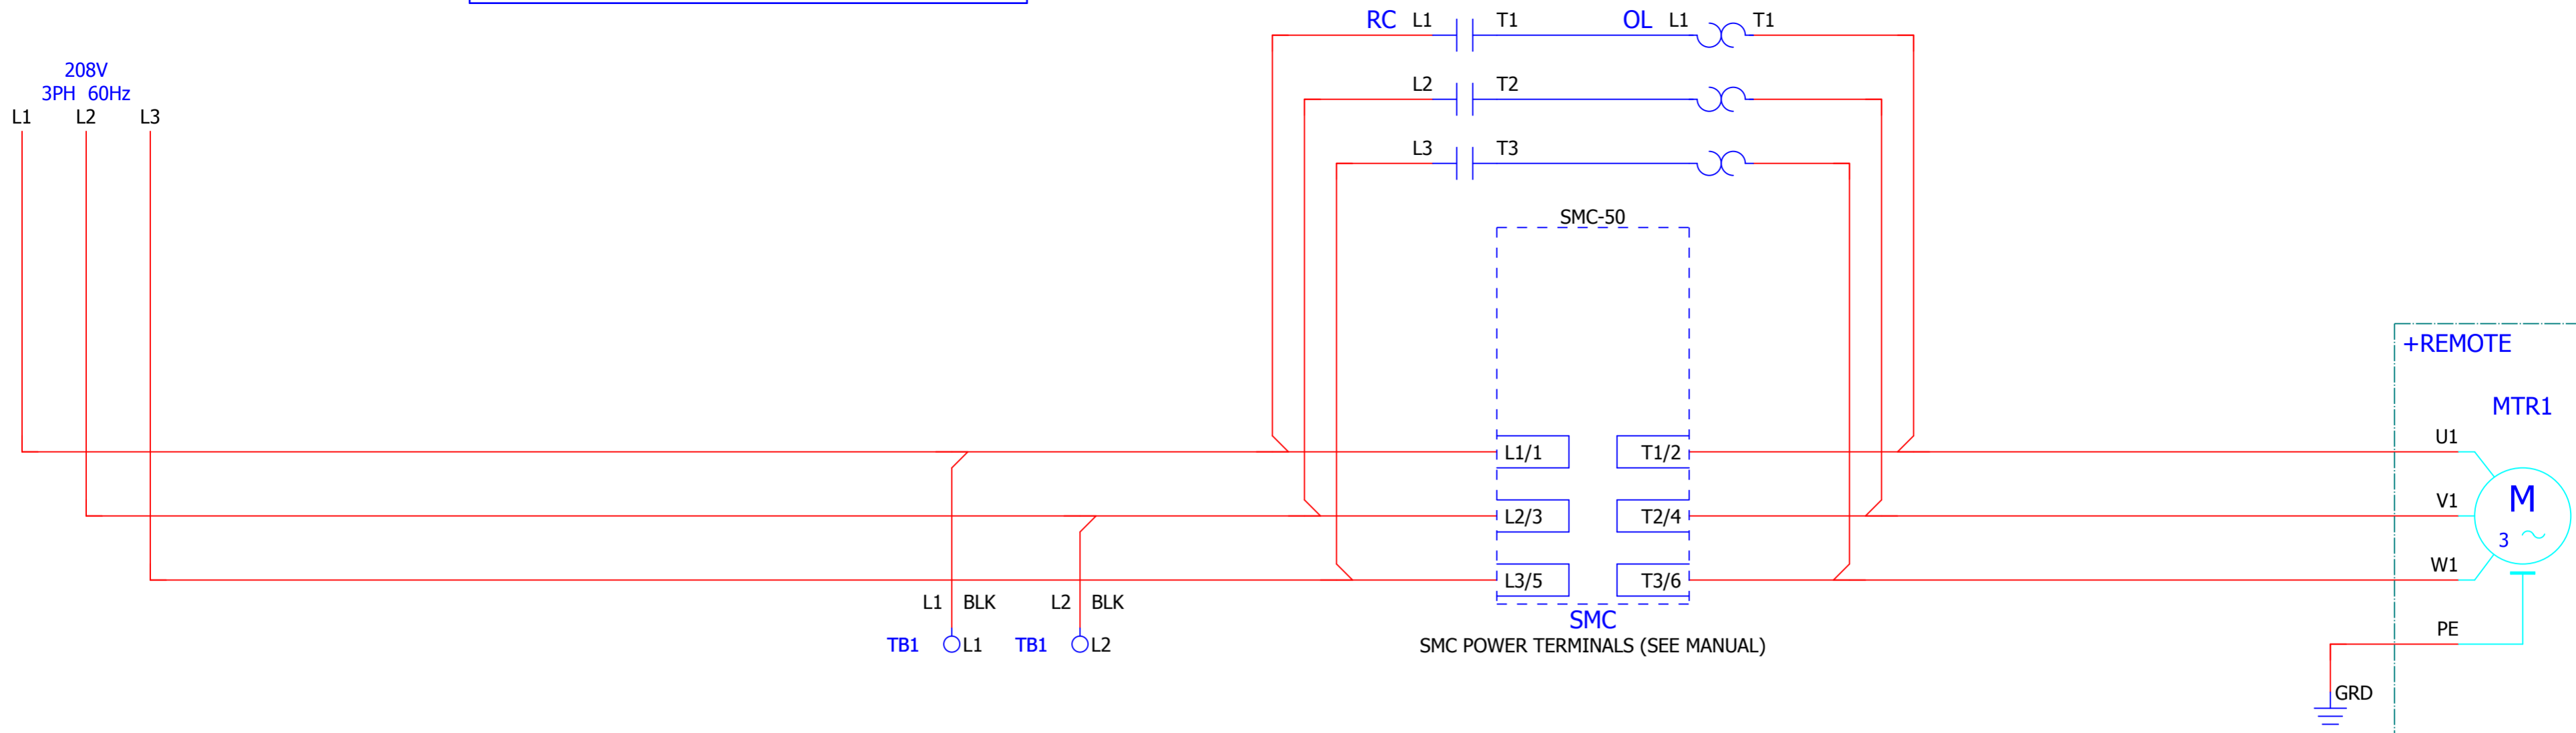 RC L1 T1 OL L1 T1
208V
3PH 60Hz
L1 L2 L3
L2 T2
L3 T3
SMC-50
+REMOTE
MTR1
U1
L1/1 T1/2
V1
M
L2/3 T2/4
3 ~
W1
L3/5 T3/6
L1 BLK L2 BLK
SMC
PE
TB1 L1 TB1 L2
SMC POWER TERMINALS (SEE MANUAL)
GRD